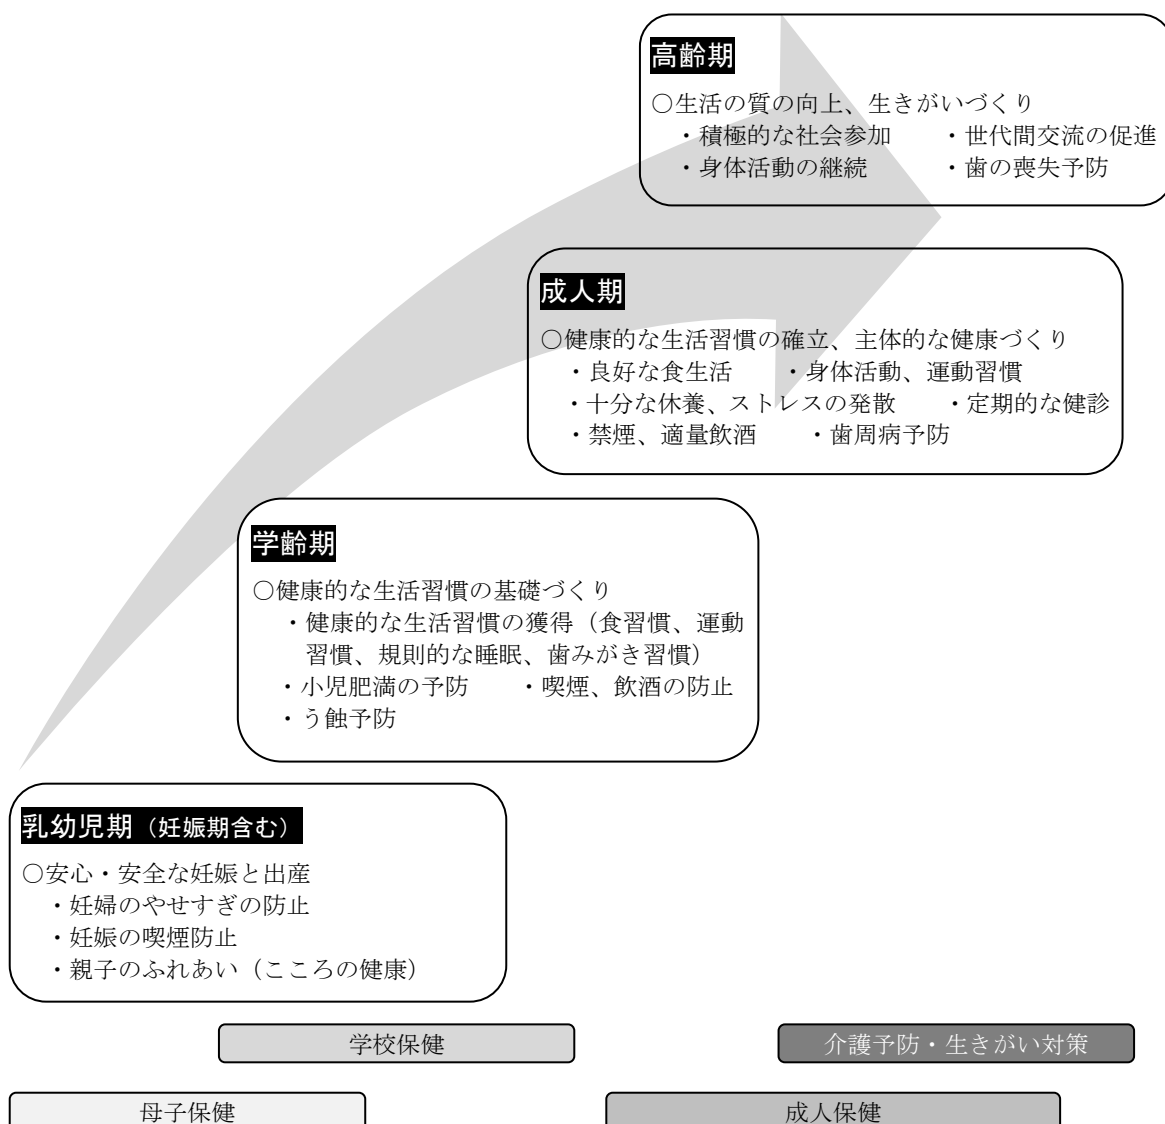 高齢期
○生活の質の向上、生きがいづくり
・積極的な社会参加　・世代間交流の促進
・身体活動の継続　・歯の喪失予防
成人期
○健康的な生活習慣の確立、主体的な健康づくり
・良好な食生活　・身体活動、運動習慣
・十分な休養、ストレスの発散　・定期的な健診
・禁煙、適量飲酒　・歯周病予防
学齢期
○健康的な生活習慣の基礎づくり
・健康的な生活習慣の獲得（食習慣、運動
習慣、規則的な睡眠、歯みがき習慣）
・小児肥満の予防　・喫煙、飲酒の防止
・う蝕予防
乳幼児期（妊娠期含む）
○安心・安全な妊娠と出産
・妊婦のやせすぎの防止
・妊娠の喫煙防止
・親子のふれあい（こころの健康）
学校保健
介護予防・生きがい対策
母子保健
成人保健